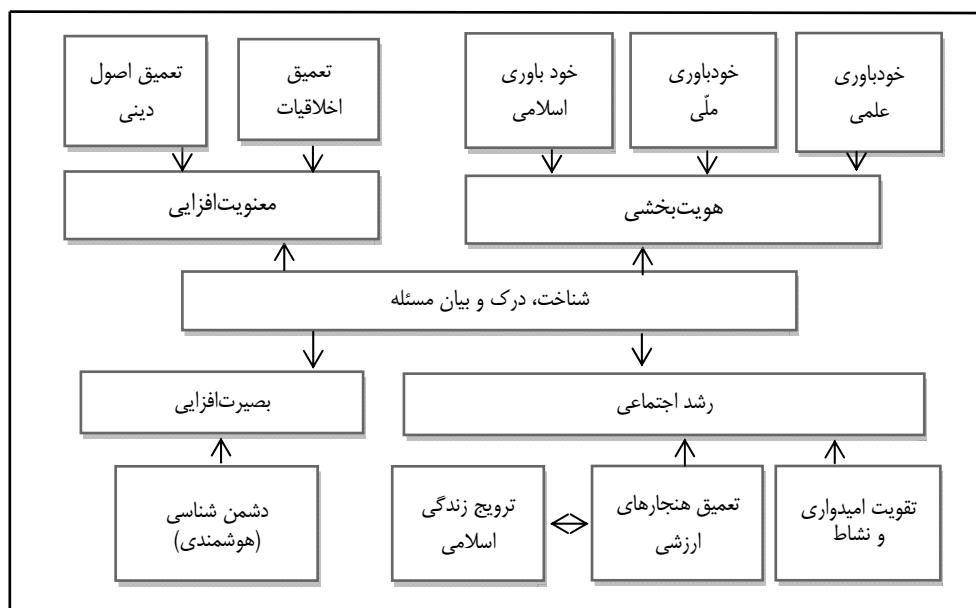 خودباوری
علمی
خودباوری
ملّی
خود باوری
اسلامی
تعمیق
اخلاقیات
تعمیق اصول
دینی
هویت‌بخشی
معنویت‌افزایی
شناخت، درک و بیان مسئله
رشد اجتماعی
بصیرت‌افزایی
تقویت امیدواری
و نشاط
تعمیق هنجارهای
ارزشی
ترویج زندگی
اسلامی
دشمن شناسی
(هوشمندی)